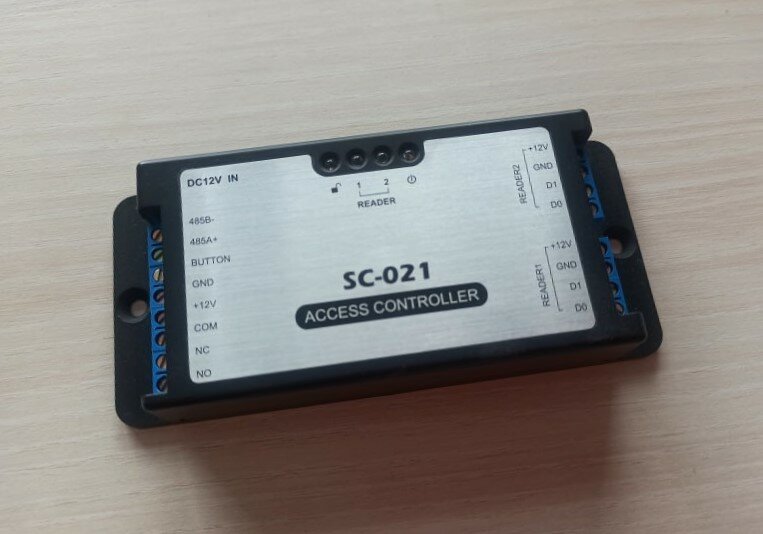 DC12V IN
485B-
485A+
BUTTON
GND
+12V
COM
NC
NO
1 2
READER
SC-021
ACCESS CONTROLLER
READER2
+12V
GND
D1
D0
READER1
+12V
GND
D1
D0